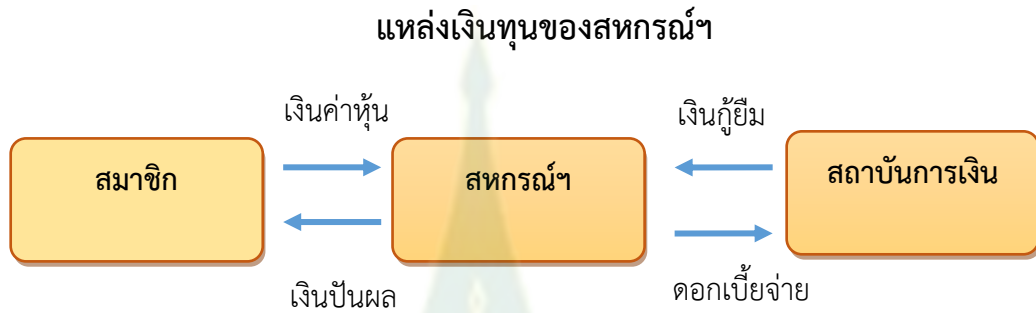 แหล่งเงินทุนของสหกรณ์ฯ
เงินค่าหุ้น
เงินกู้ยืม
สมาชิก
สหกรณ์ฯ
สถาบันการเงิน
เงินปันผล
ดอกเบี้ยจ่าย